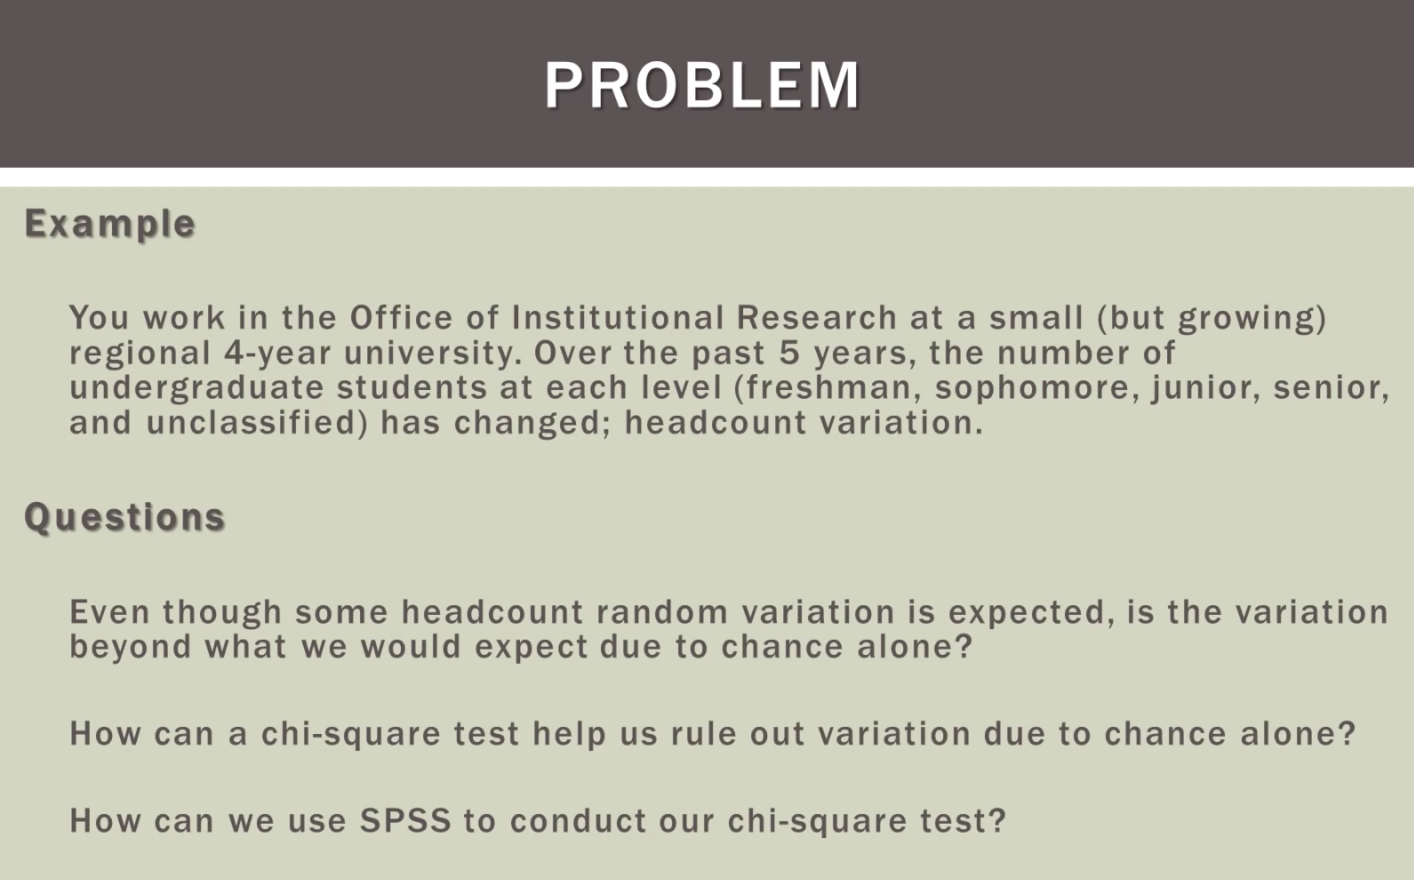 PROBLEM
Example
You work in the Office of Institutional Research at a small (but growing)
regional 4-year university. Over the past 5 years, the number of
undergraduate students at each level (freshman, sophomore, junior, senior,
and unclassified) has changed; headcount variation.
Questions
Even though some headcount random variation is expected, is the variation
beyond what we would expect due to chance alone?
How can a chi-square test help us rule out variation due to chance alone?
How can we use SPSS to conduct our chi-square test?